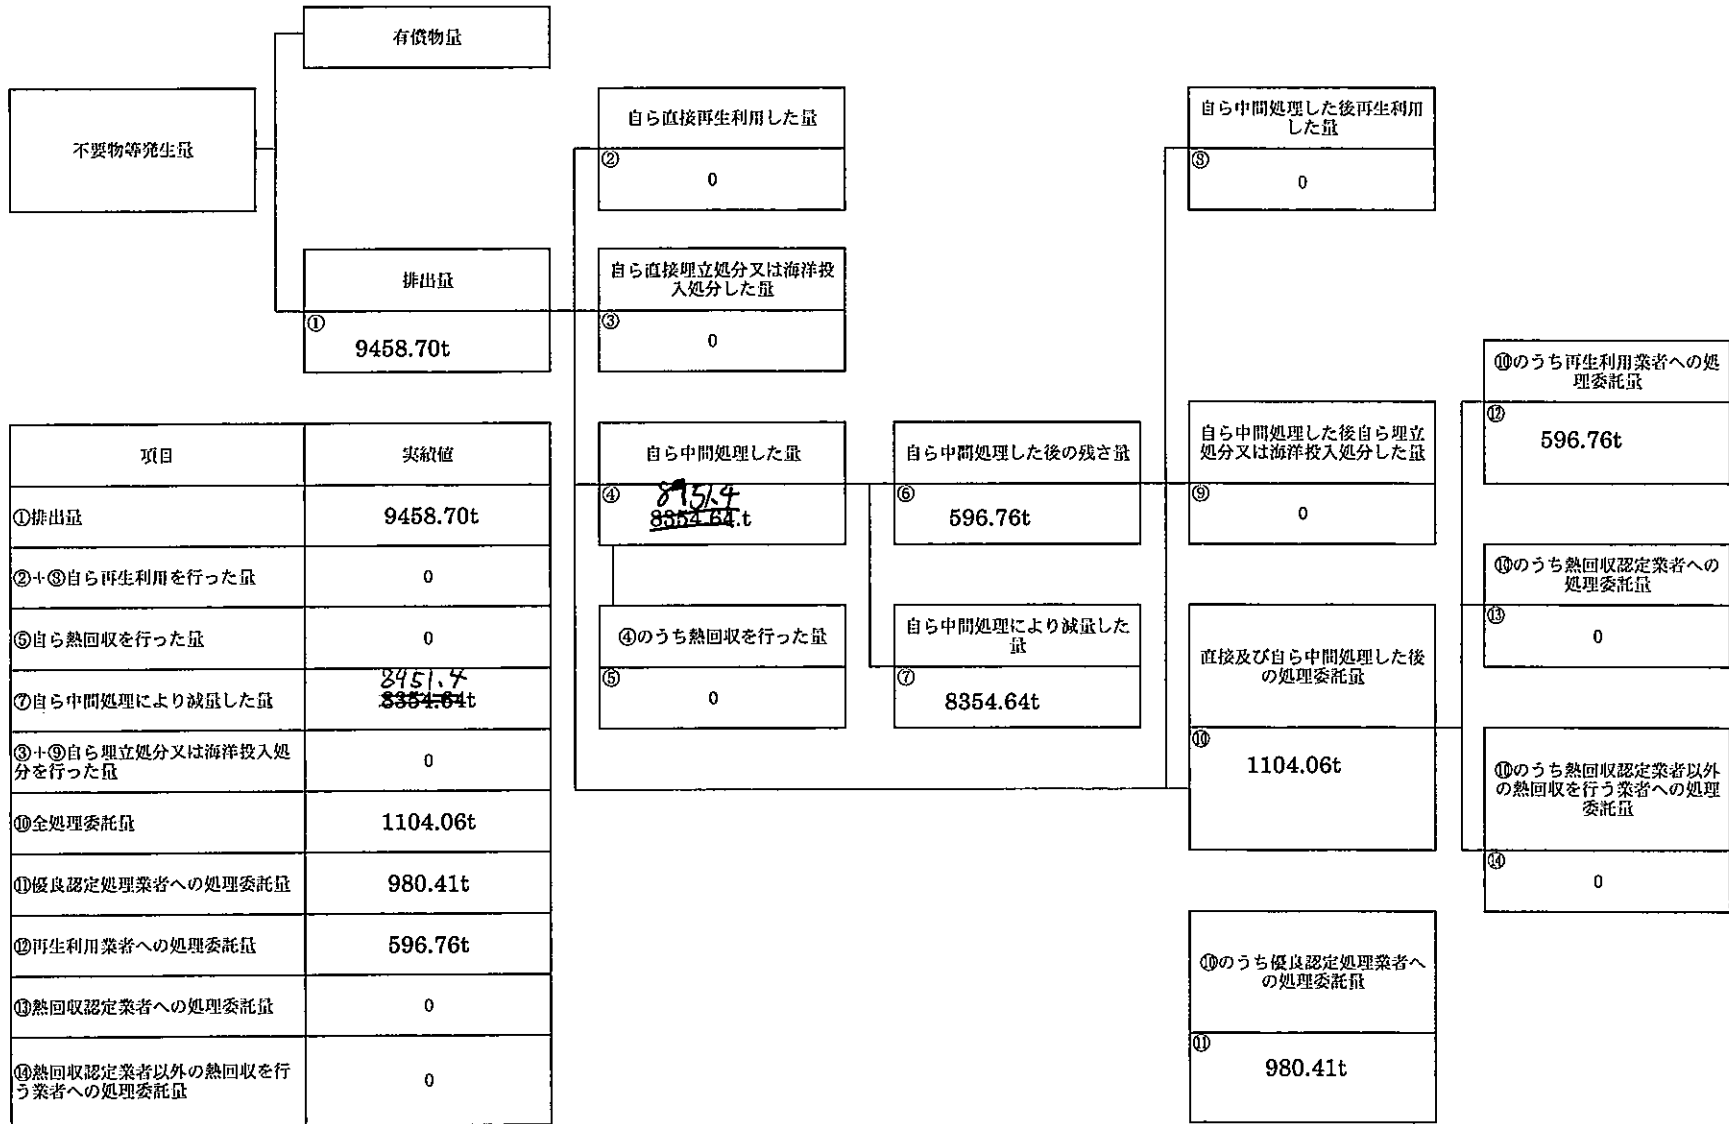 有償物量
不要物等発生量
排出量
①
9458.70t
自ら直接再生利用した量
②
0
自ら直接埋立処分又は海洋投
入処分した量
③
0
自ら中間処理した量
④
8951.4
8354.64.t
④のうち熱回収を行った量
⑤
0
自ら中間処理した後の残さ量
⑥
596.76t
自ら中間処理により減量した
量
⑦
8354.64t
自ら中間処理した後再生利用
した量
⑧
0
自ら中間処理した後自ら埋立
処分又は海洋投入処分した量
⑨
0
直接及び自ら中間処理した後
の処理委託量
⑩
1104.06t
⑩のうち優良認定処理業者へ
の処理委託量
⑪
980.41t
⑩のうち再生利用業者への処
理委託量
⑫
596.76t
⑩のうち熱回収認定業者への
処理委託量
⑬
0
⑩のうち熱回収認定業者以外
の熱回収を行う業者への処理
委託量
⑭
0
項目 実績値
①排出量 9458.70t
②+⑧自ら再生利用を行った量 0
⑤自ら熱回収を行った量 0
8951.4
⑦自ら中間処理により減量した量 8354.64t
③+⑨自ら埋立処分又は海洋投入処
分を行った量 0
⑩全処理委託量 1104.06t
⑪優良認定処理業者への処理委託量 980.41t
⑫再生利用業者への処理委託量 596.76t
⑬熱回収認定業者への処理委託量 0
⑭熱回収認定業者以外の熱回収を行
う業者への処理委託量 0